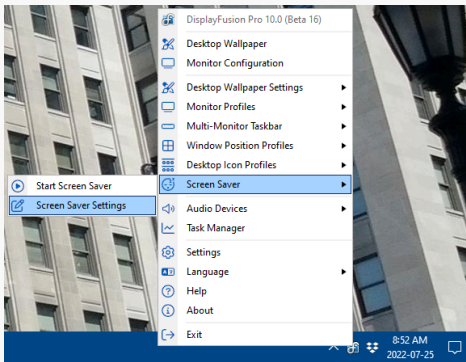 DisplayFusion Pro 10.0 (Beta 16)
Desktop Wallpaper
Monitor Configuration
Desktop Wallpaper Settings
Monitor Profiles
Multi-Monitor Taskbar
Window Position Profiles
Desktop Icon Profiles
Screen Saver
Start Screen Saver
Screen Saver Settings
Audio Devices
Task Manager
Settings
Language
Help
About
Exit
8:52 AM
2022-07-25